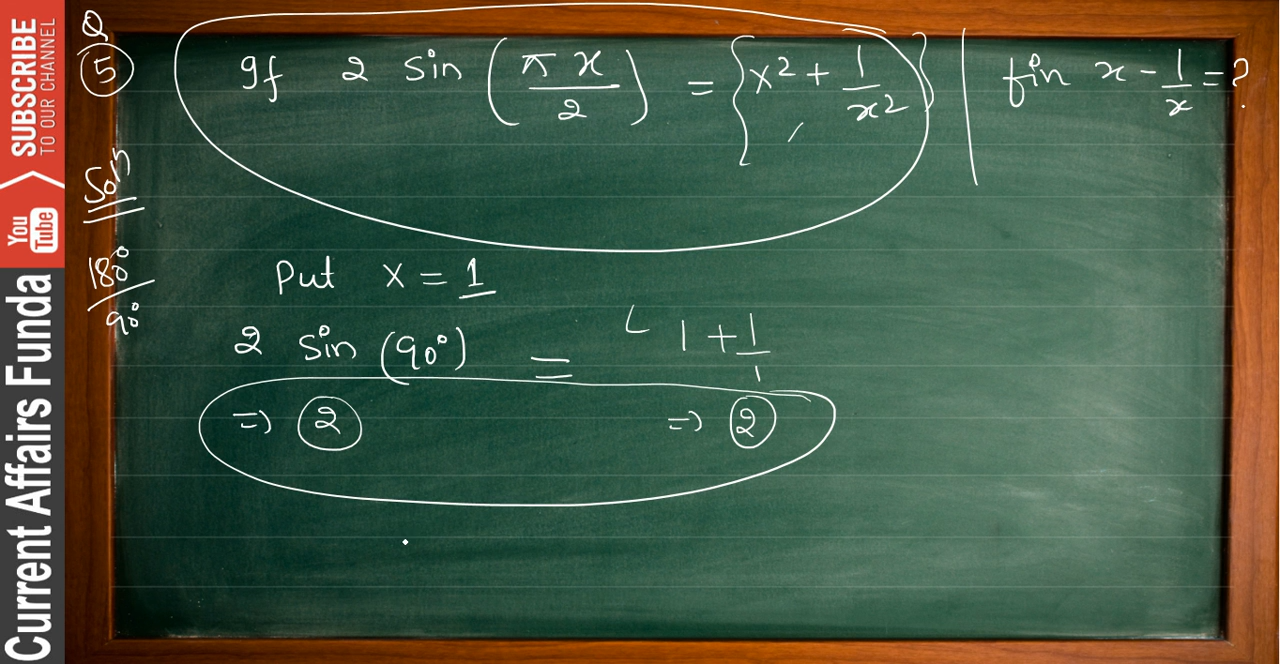 SUBSCRIBE
TO OUR CHANNEL
You Tube
Current Affairs Funda
Q
5 If 2 sin (πx/2) = {x² + 1/x²} | fin x - 1/x = ?
Soln
180°/90°
Put x = 1
2 sin (90°) = 1 + 1/1
=> 2 => 2